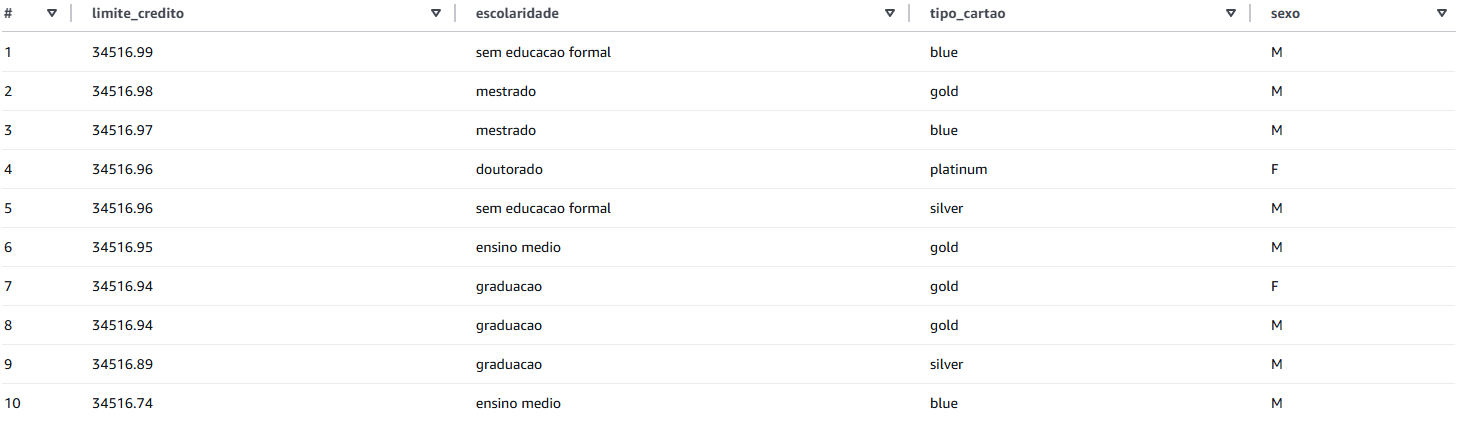 # limite_credito escolaridade tipo_cartao sexo
1 34516.99 sem educacao formal blue M
2 34516.98 mestrado gold M
3 34516.97 mestrado blue M
4 34516.96 doutorado platinum F
5 34516.96 sem educacao formal silver M
6 34516.95 ensino medio gold M
7 34516.94 graduacao gold F
8 34516.94 graduacao gold M
9 34516.89 graduacao silver M
10 34516.74 ensino medio blue M